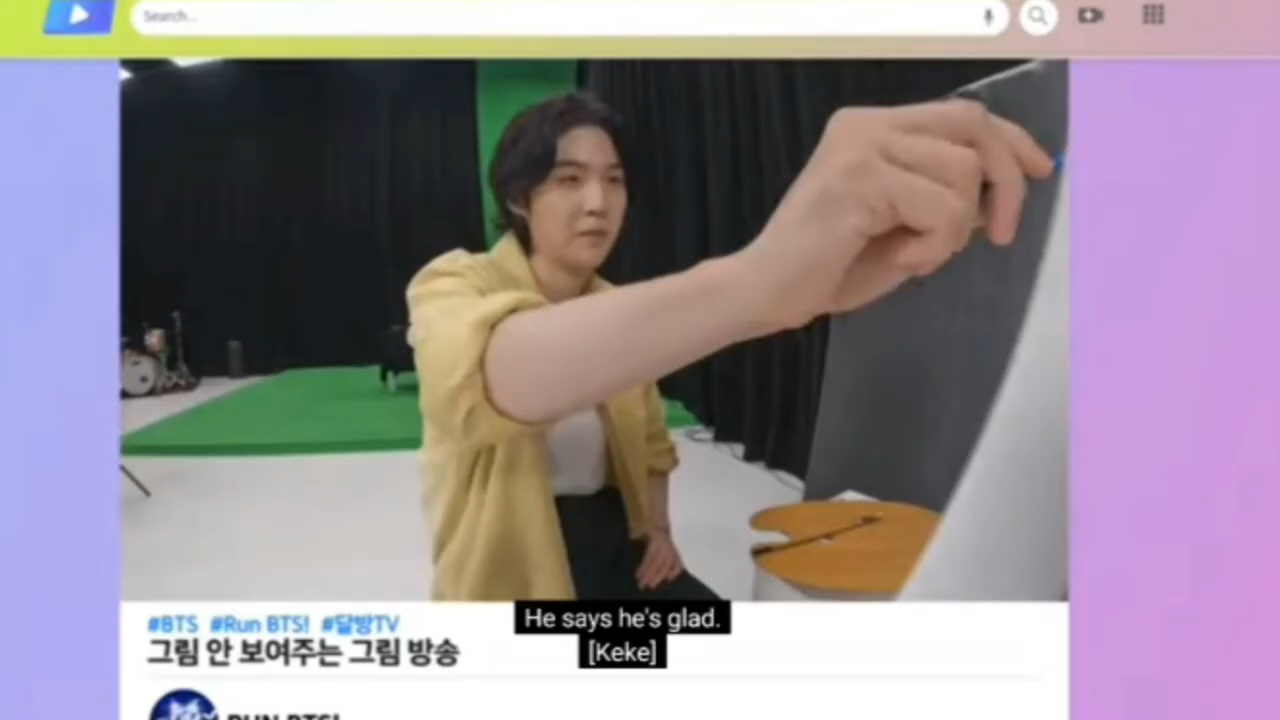 Search...
#BTS #Run BTS! #달방TV
그림 안 보여주는 그림 방송
He says he's glad.
[Keke]
RUN BTS!